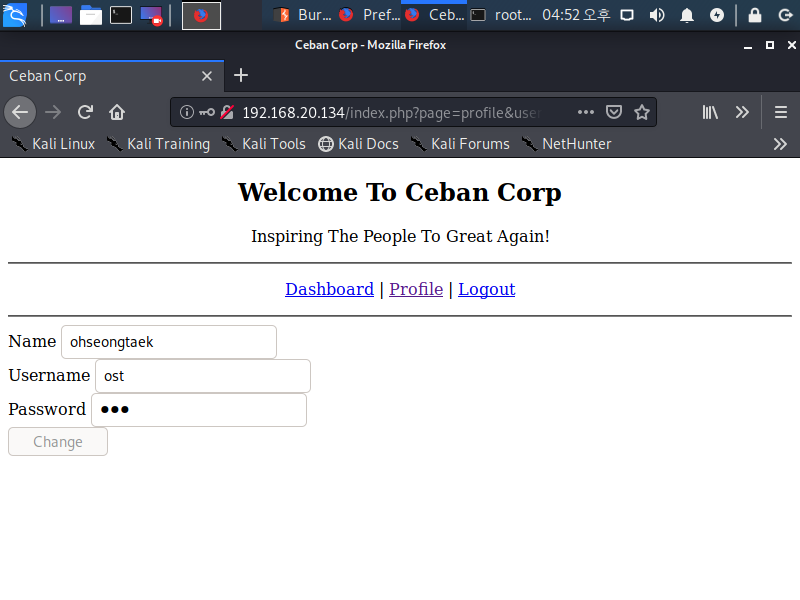 Bur... Pref... Ceb... root... 04:52 오후
Ceban Corp - Mozilla Firefox
Ceban Corp
192.168.20.134/index.php?page=profile&user
Kali Linux Kali Training Kali Tools Kali Docs Kali Forums NetHunter
Welcome To Ceban Corp
Inspiring The People To Great Again!
Dashboard | Profile | Logout
Name ohseongtaek
Username ost
Password •••
Change